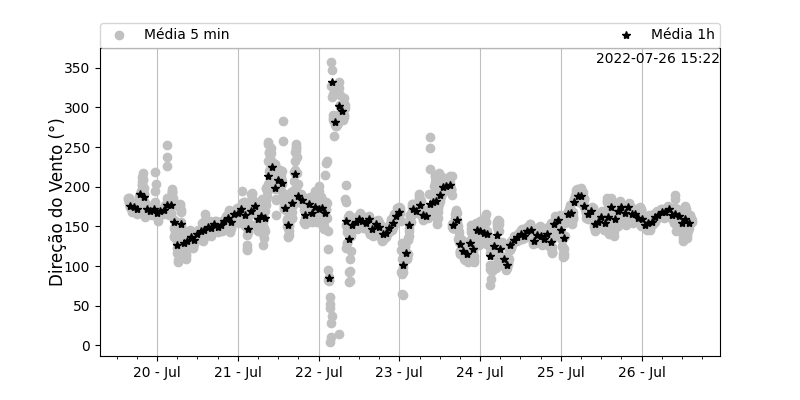 Média 5 min
Média 1h
2022-07-26 15:22
Direção do Vento (°)
350
300
250
200
150
100
50
0
20 - Jul
21 - Jul
22 - Jul
23 - Jul
24 - Jul
25 - Jul
26 - Jul